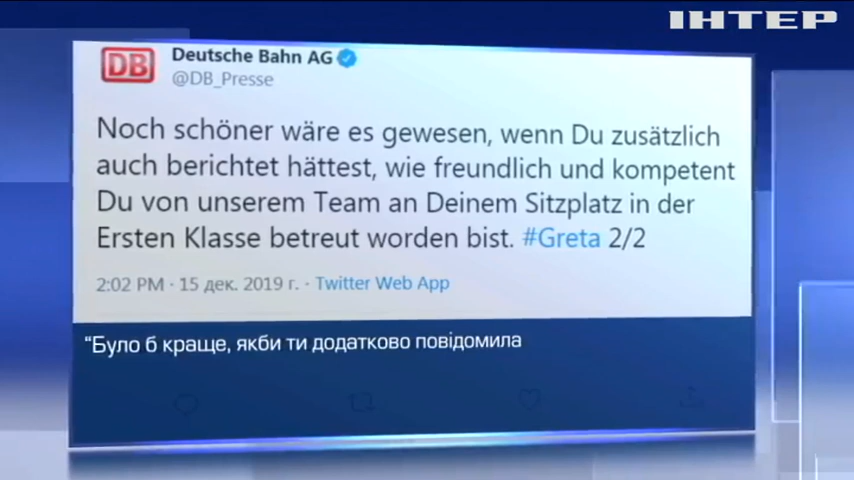 ІНТЕР
DB Deutsche Bahn AG
@DB_Presse
Noch schöner wäre es gewesen, wenn Du zusätzlich
auch berichtet hättest, wie freundlich und kompetent
Du von unserem Team an Deinem Sitzplatz in der
Ersten Klasse betreut worden bist. #Greta 2/2
2:02 PM · 15 дек. 2019 г. · Twitter Web App
“Було б краще, якби ти додатково повідомила